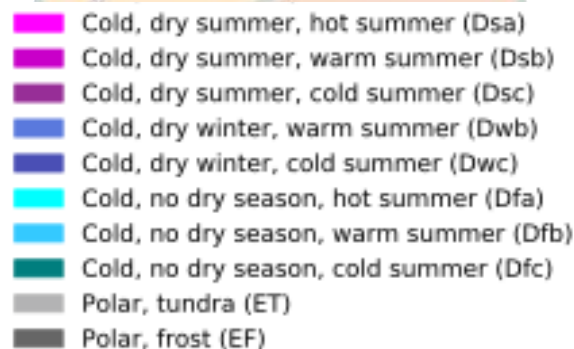 Cold, dry summer, hot summer (Dsa)
Cold, dry summer, warm summer (Dsb)
Cold, dry summer, cold summer (Dsc)
Cold, dry winter, warm summer (Dwb)
Cold, dry winter, cold summer (Dwc)
Cold, no dry season, hot summer (Dfa)
Cold, no dry season, warm summer (Dfb)
Cold, no dry season, cold summer (Dfc)
Polar, tundra (ET)
Polar, frost (EF)